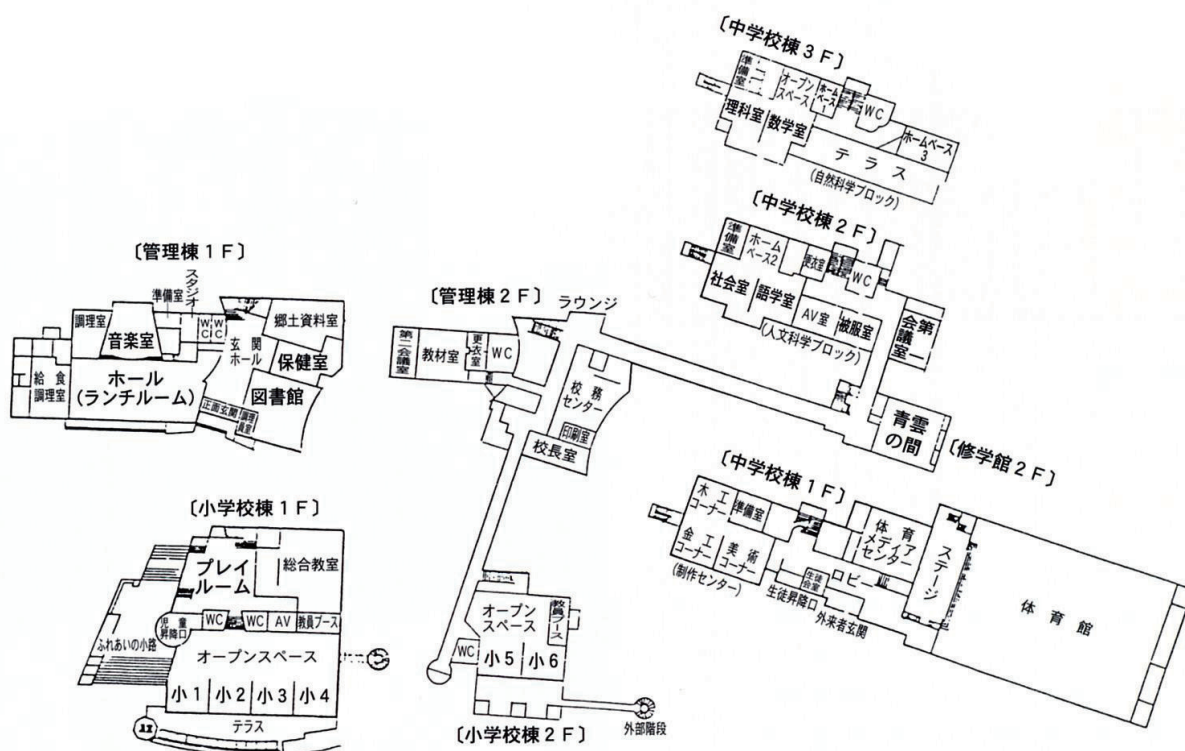 〔中学校棟3F〕
準備室
オープン
スペース
ホーム
ベース
1
WC
理科室
数学室
ホームベース
3
テラス
(自然科学ブロック)
〔中学校棟2F〕
準備室
ホーム
ベース2
更衣室
WC
社会室
語学室
AV室
被服室
(人文科学ブロック)
第一
会議室
青雲
の間
〔修学館2F〕
〔管理棟1F〕
スタジオ
準備室
調理室
音楽室
WC
WC
郷土資料室
玄関
ホール
保健室
給食
調理室
ホール
(ランチルーム)
図書館
正面玄関
調理
員室
〔管理棟2F〕
ラウンジ
第二会議室
教材室
更衣室
WC
校務
センター
印刷室
校長室
〔中学校棟1F〕
木工
コーナー
準備室
金工
コーナー
美術
コーナー
(制作センター)
体育ア
メディア
センター
ステージ
生徒
会室
ロビー
生徒昇降口
外来者玄関
体育館
〔小学校棟1F〕
プレイ
ルーム
総合教室
児童
昇降口
WC
WC
AV
教員ブース
ふれあいの小路
オープンスペース
小1
小2
小3
小4
テラス
11
オープン
スペース
教員ブース
WC
小5
小6
〔小学校棟2F〕
外部階段